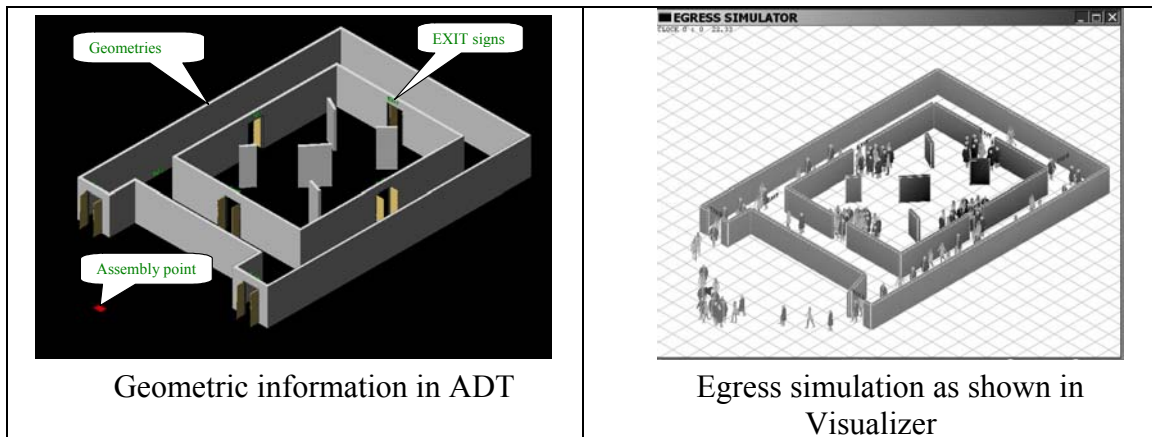 Geometries
EXIT signs
Assembly point
Geometric information in ADT
EGRESS SIMULATOR
Egress simulation as shown in
Visualizer